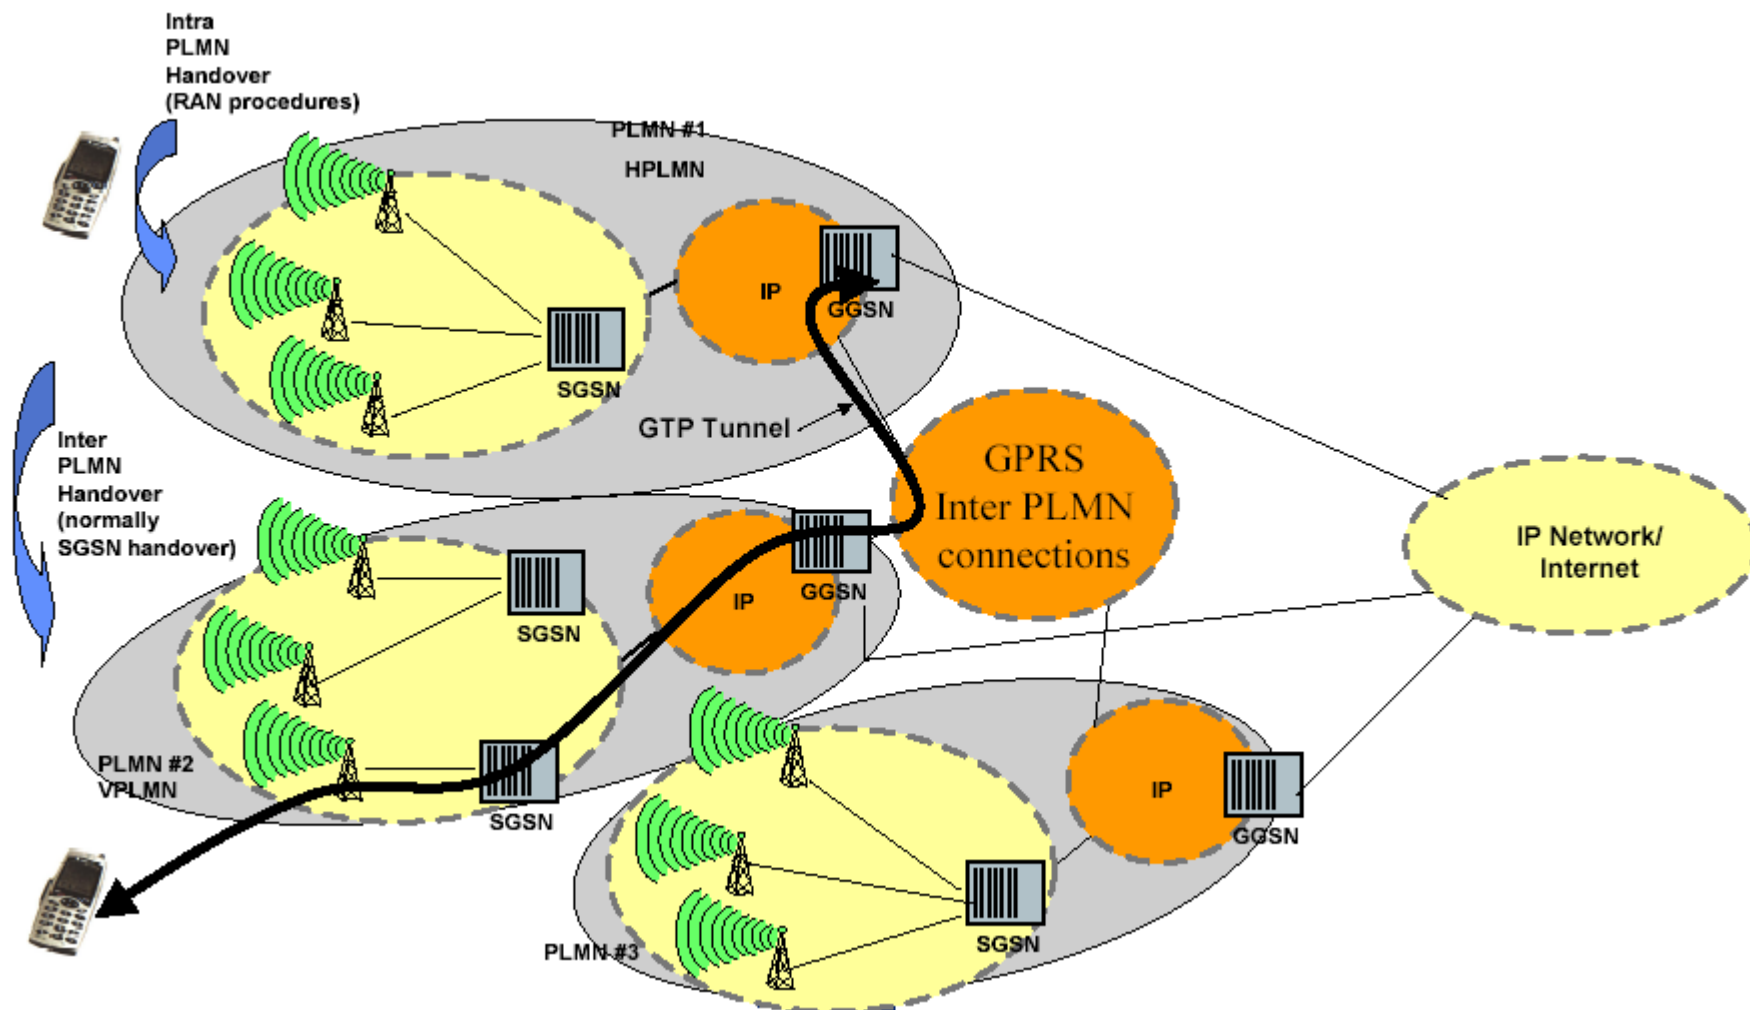 Intra
PLMN
Handover
(RAN procedures)
PLMN #1
HPLMN
IP
GGSN
SGSN
GTP Tunnel
Inter
PLMN
Handover
(normally
SGSN handover)
GPRS
Inter PLMN
connections
IP Network/
Internet
SGSN
IP
GGSN
PLMN #2
VPLMN
SGSN
IP
GGSN
SGSN
PLMN #3